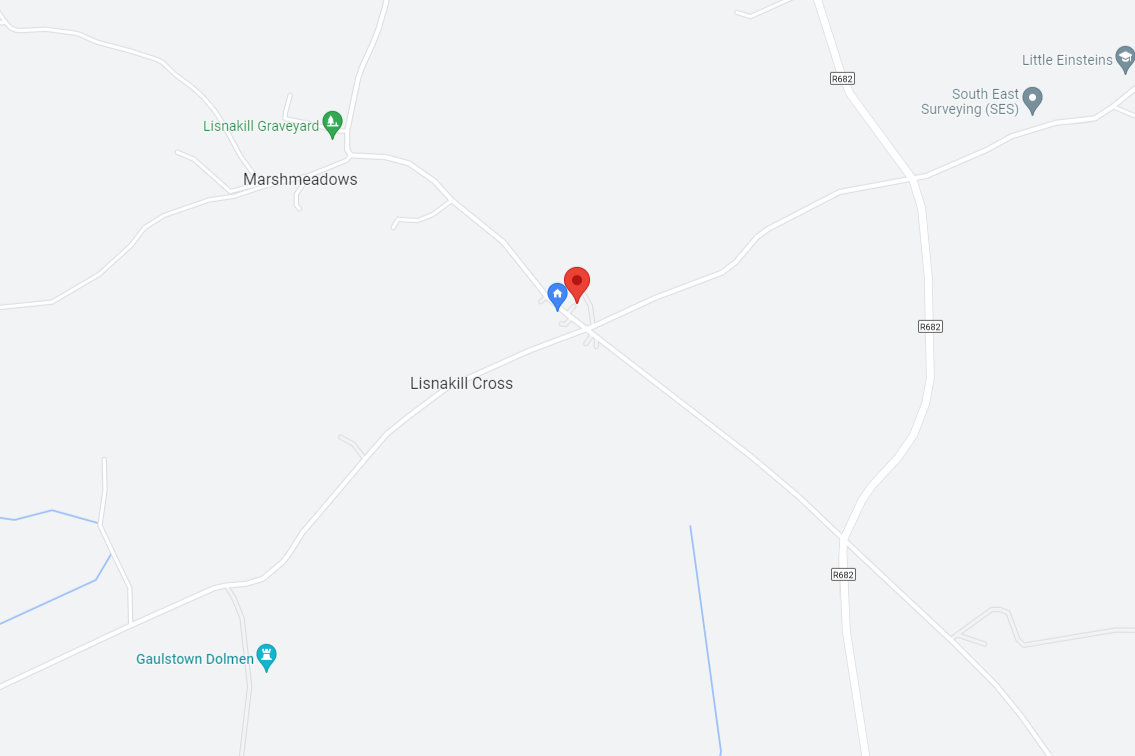 Little Einsteins
R682
South East
Surveying (SES)
Lisnakill Graveyard
Marshmeadows
R682
Lisnakill Cross
R682
Gaulstown Dolmen